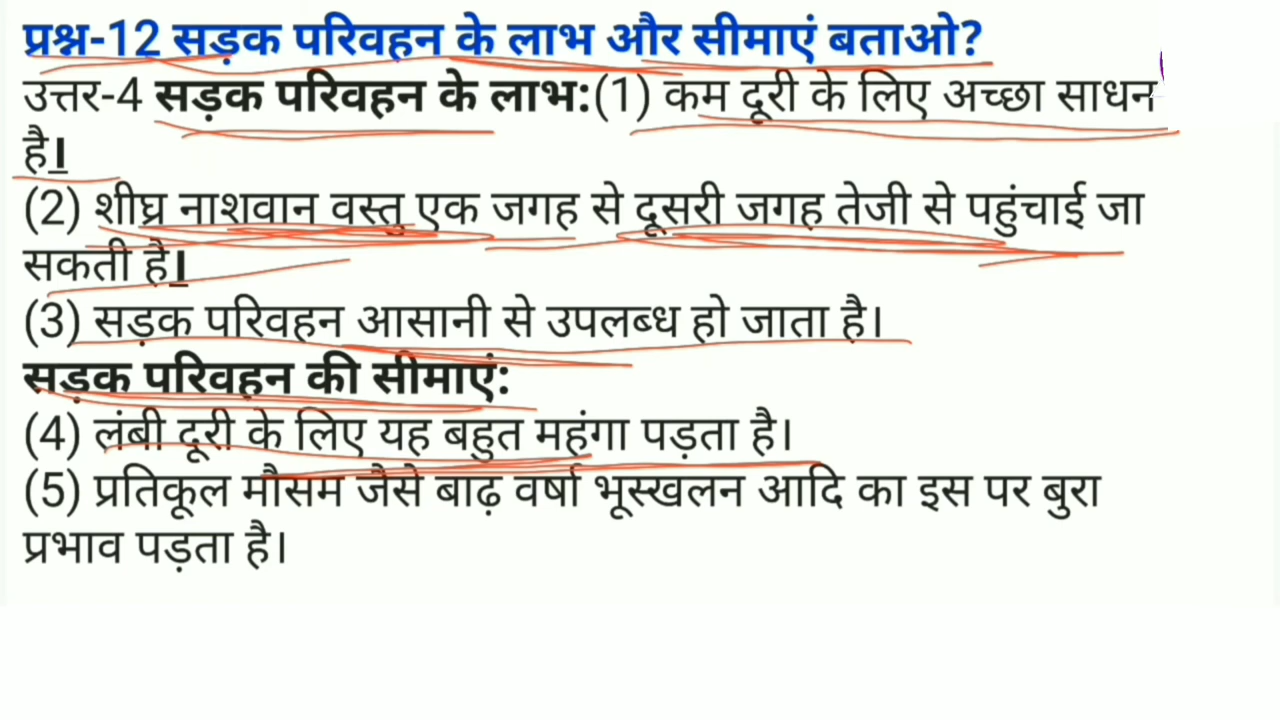 प्रश्न-12 सड़क परिवहन के लाभ और सीमाएं बताओ?
उत्तर-4 सड़क परिवहन के लाभ:(1) कम दूरी के लिए अच्छा साधन
है।
(2) शीघ्र नाशवान वस्तु एक जगह से दूसरी जगह तेजी से पहुंचाई जा
सकती है।
(3) सड़क परिवहन आसानी से उपलब्ध हो जाता है।
सड़क परिवहन की सीमाएं:
(4) लंबी दूरी के लिए यह बहुत महंगा पड़ता है।
(5) प्रतिकूल मौसम जैसे बाढ़ वर्षा भूस्खलन आदि का इस पर बुरा
प्रभाव पड़ता है।